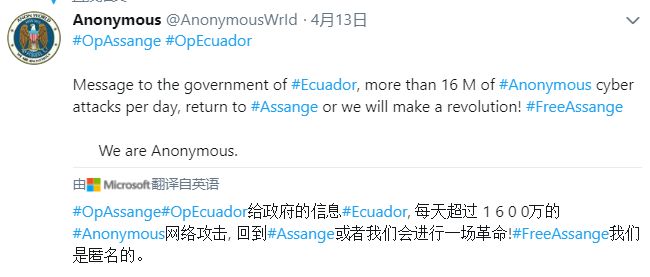 Anonymous @AnonymousWrld · 4月13日
#OpAssange #OpEcuador
Message to the government of #Ecuador, more than 16 M of #Anonymous cyber
attacks per day, return to #Assange or we will make a revolution! #FreeAssange
We are Anonymous.
由 Microsoft 翻译自英语
#OpAssange#OpEcuador给政府的信息#Ecuador, 每天超过 1 6 0 0万的
#Anonymous网络攻击, 回到#Assange或者我们会进行一场革命!#FreeAssange我们
是匿名的。